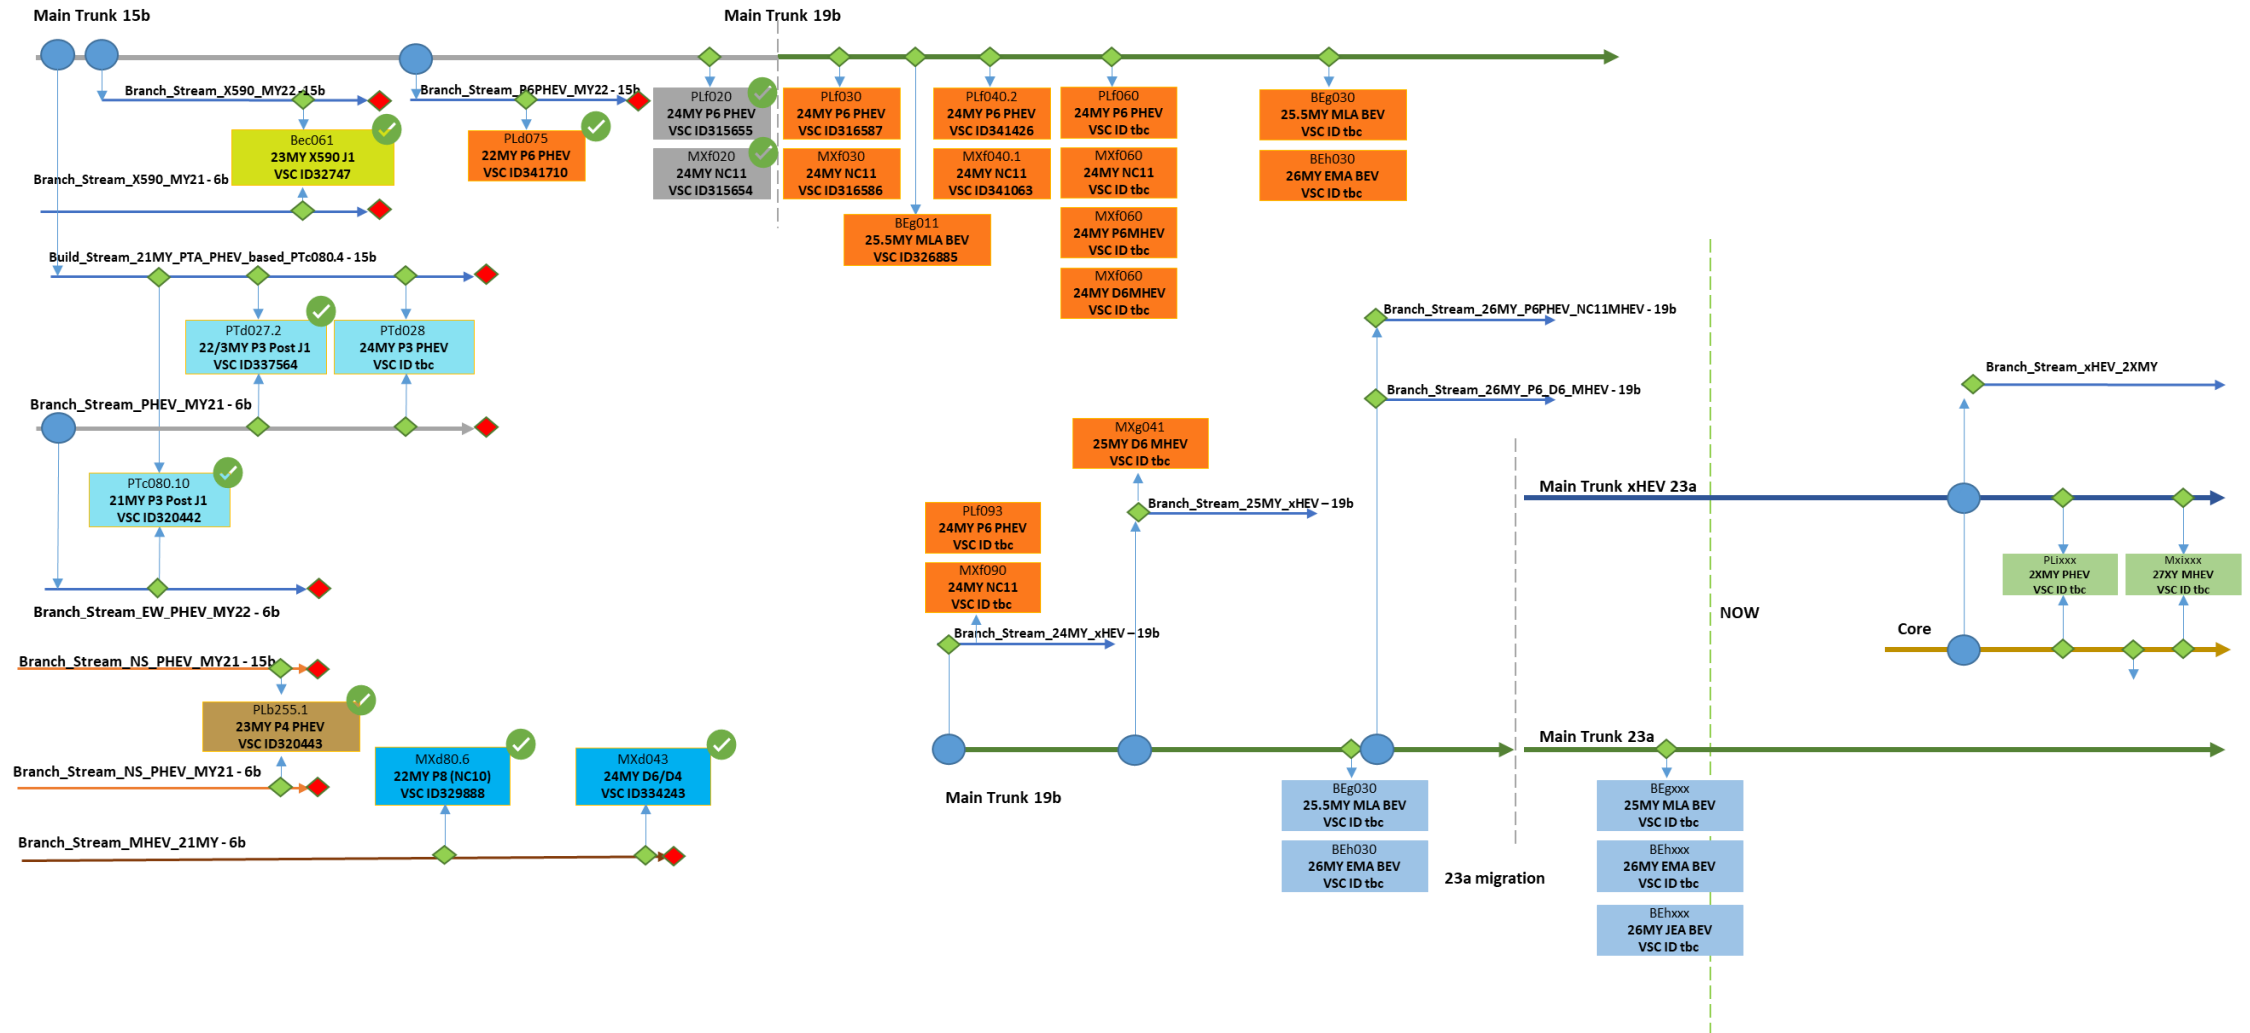 Main Trunk 15b
Main Trunk 19b
Branch_Stream_X590_MY22 -15b
Branch_Stream_P6PHEV_MY22 - 15b
Bec061
23MY X590 J1
VSC ID32747
PLd075
22MY P6 PHEV
VSC ID341710
PLf020
24MY P6 PHEV
VSC ID315655
MXf020
24MY NC11
VSC ID315654
PLf030
24MY P6 PHEV
VSC ID316587
MXf030
24MY NC11
VSC ID316586
BEg011
25.5MY MLA BEV
VSC ID326885
PLf040.2
24MY P6 PHEV
VSC ID341426
MXf040.1
24MY NC11
VSC ID341063
PLf060
24MY P6 PHEV
VSC ID tbc
MXf060
24MY NC11
VSC ID tbc
MXf060
24MY P6MHEV
VSC ID tbc
MXf060
24MY D6MHEV
VSC ID tbc
BEg030
25.5MY MLA BEV
VSC ID tbc
BEh030
26MY EMA BEV
VSC ID tbc
Branch_Stream_X590_MY21 - 6b
Build_Stream_21MY_PTA_PHEV_based_PTc080.4 - 15b
PTd027.2
22/3MY P3 Post J1
VSC ID337564
PTd028
24MY P3 PHEV
VSC ID tbc
Branch_Stream_PHEV_MY21 - 6b
PTc080.10
21MY P3 Post J1
VSC ID320442
Branch_Stream_EW_PHEV_MY22 - 6b
Branch_Stream_NS_PHEV_MY21 - 15b
PLb255.1
23MY P4 PHEV
VSC ID320443
Branch_Stream_NS_PHEV_MY21 - 6b
MXd80.6
22MY P8 (NC10)
VSC ID329888
MXd043
24MY D6/D4
VSC ID334243
Branch_Stream_MHEV_21MY - 6b
Branch_Stream_26MY_P6PHEV_NC11MHEV - 19b
Branch_Stream_26MY_P6_D6_MHEV - 19b
MXg041
25MY D6 MHEV
VSC ID tbc
Branch_Stream_25MY_xHEV – 19b
PLf093
24MY P6 PHEV
VSC ID tbc
MXf090
24MY NC11
VSC ID tbc
Branch_Stream_24MY_xHEV – 19b
Main Trunk 19b
BEg030
25.5MY MLA BEV
VSC ID tbc
BEh030
26MY EMA BEV
VSC ID tbc
23a migration
Branch_Stream_xHEV_2XMY
Main Trunk xHEV 23a
PLixxx
2XMY PHEV
VSC ID tbc
Mxixxx
27XY MHEV
VSC ID tbc
NOW
Core
Main Trunk 23a
BEgxxx
25MY MLA BEV
VSC ID tbc
BEhxxx
26MY EMA BEV
VSC ID tbc
BEhxxx
26MY JEA BEV
VSC ID tbc